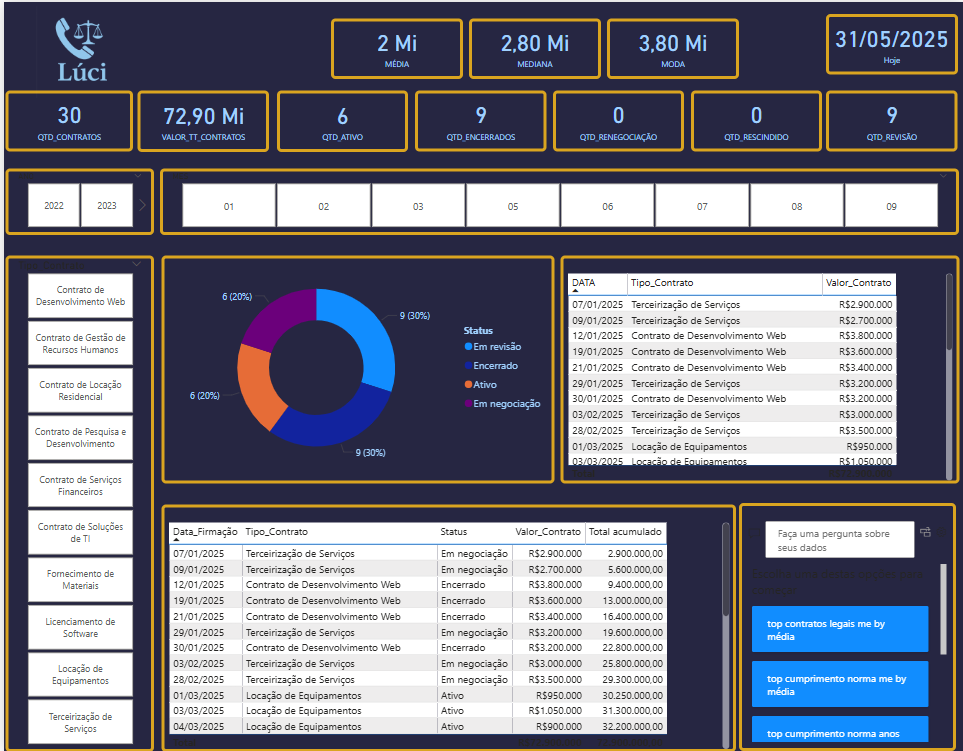 Lúci
2 Mi
MÉDIA
2,80 Mi
MEDIANA
3,80 Mi
MODA
31/05/2025
Hoje
30
QTD_CONTRATOS
72,90 Mi
VALOR_TT_CONTRATOS
6
QTD_ATIVO
9
QTD_ENCERRADOS
0
QTD_RENEGOCIAÇÃO
0
QTD_RESCINDIDO
9
QTD_REVISÃO
2022
2023
01
02
03
05
06
07
08
09
Contrato de
Desenvolvimento Web
Contrato de Gestão de
Recursos Humanos
Contrato de Locação
Residencial
Contrato de Pesquisa e
Desenvolvimento
Contrato de Serviços
Financeiros
Contrato de Soluções
de TI
Fornecimento de
Materiais
Licenciamento de
Software
Locação de
Equipamentos
Terceirização de
Serviços
6 (20%)
9 (30%)
6 (20%)
9 (30%)
Status
Em revisão
Encerrado
Ativo
Em negociação
DATA Tipo_Contrato Valor_Contrato
07/01/2025 Terceirização de Serviços R$2.900.000
09/01/2025 Terceirização de Serviços R$2.700.000
12/01/2025 Contrato de Desenvolvimento Web R$3.800.000
19/01/2025 Contrato de Desenvolvimento Web R$3.600.000
21/01/2025 Contrato de Desenvolvimento Web R$3.400.000
29/01/2025 Terceirização de Serviços R$3.200.000
30/01/2025 Contrato de Desenvolvimento Web R$3.200.000
03/02/2025 Terceirização de Serviços R$3.000.000
28/02/2025 Terceirização de Serviços R$3.500.000
01/03/2025 Locação de Equipamentos R$950.000
03/03/2025 Locação de Equipamentos R$1.050.000
Data_Firmação Tipo_Contrato Status Valor_Contrato Total acumulado
07/01/2025 Terceirização de Serviços Em negociação R$2.900.000 2.900.000,00
09/01/2025 Terceirização de Serviços Em negociação R$2.700.000 5.600.000,00
12/01/2025 Contrato de Desenvolvimento Web Encerrado R$3.800.000 9.400.000,00
19/01/2025 Contrato de Desenvolvimento Web Encerrado R$3.600.000 13.000.000,00
21/01/2025 Contrato de Desenvolvimento Web Encerrado R$3.400.000 16.400.000,00
29/01/2025 Terceirização de Serviços Em negociação R$3.200.000 19.600.000,00
30/01/2025 Contrato de Desenvolvimento Web Encerrado R$3.200.000 22.800.000,00
03/02/2025 Terceirização de Serviços Em negociação R$3.000.000 25.800.000,00
28/02/2025 Terceirização de Serviços Em negociação R$3.500.000 29.300.000,00
01/03/2025 Locação de Equipamentos Ativo R$950.000 30.250.000,00
03/03/2025 Locação de Equipamentos Ativo R$1.050.000 31.300.000,00
04/03/2025 Locação de Equipamentos Ativo R$900.000 32.200.000,00
Faça uma pergunta sobre
seus dados
top contratos legais me by
média
top cumprimento norma me by
média
top cumprimento norma anos